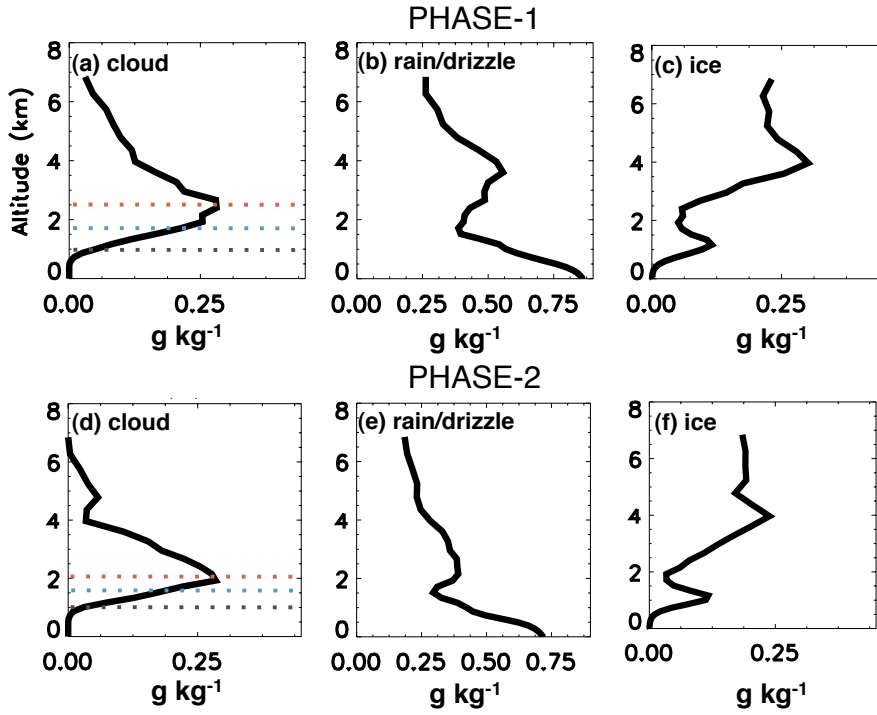 PHASE-1
(a) cloud
(b) rain/drizzle
(c) ice
Altitude (km)
8
6
4
2
0
0.00 0.25
g kg-1
8
6
4
2
0
0.00 0.25 0.50 0.75
g kg-1
8
6
4
2
0
0.00 0.25
g kg-1
PHASE-2
(d) cloud
(e) rain/drizzle
(f) ice
8
6
4
2
0
0.00 0.25
g kg-1
8
6
4
2
0
0.00 0.25 0.50 0.75
g kg-1
8
6
4
2
0
0.00 0.25
g kg-1